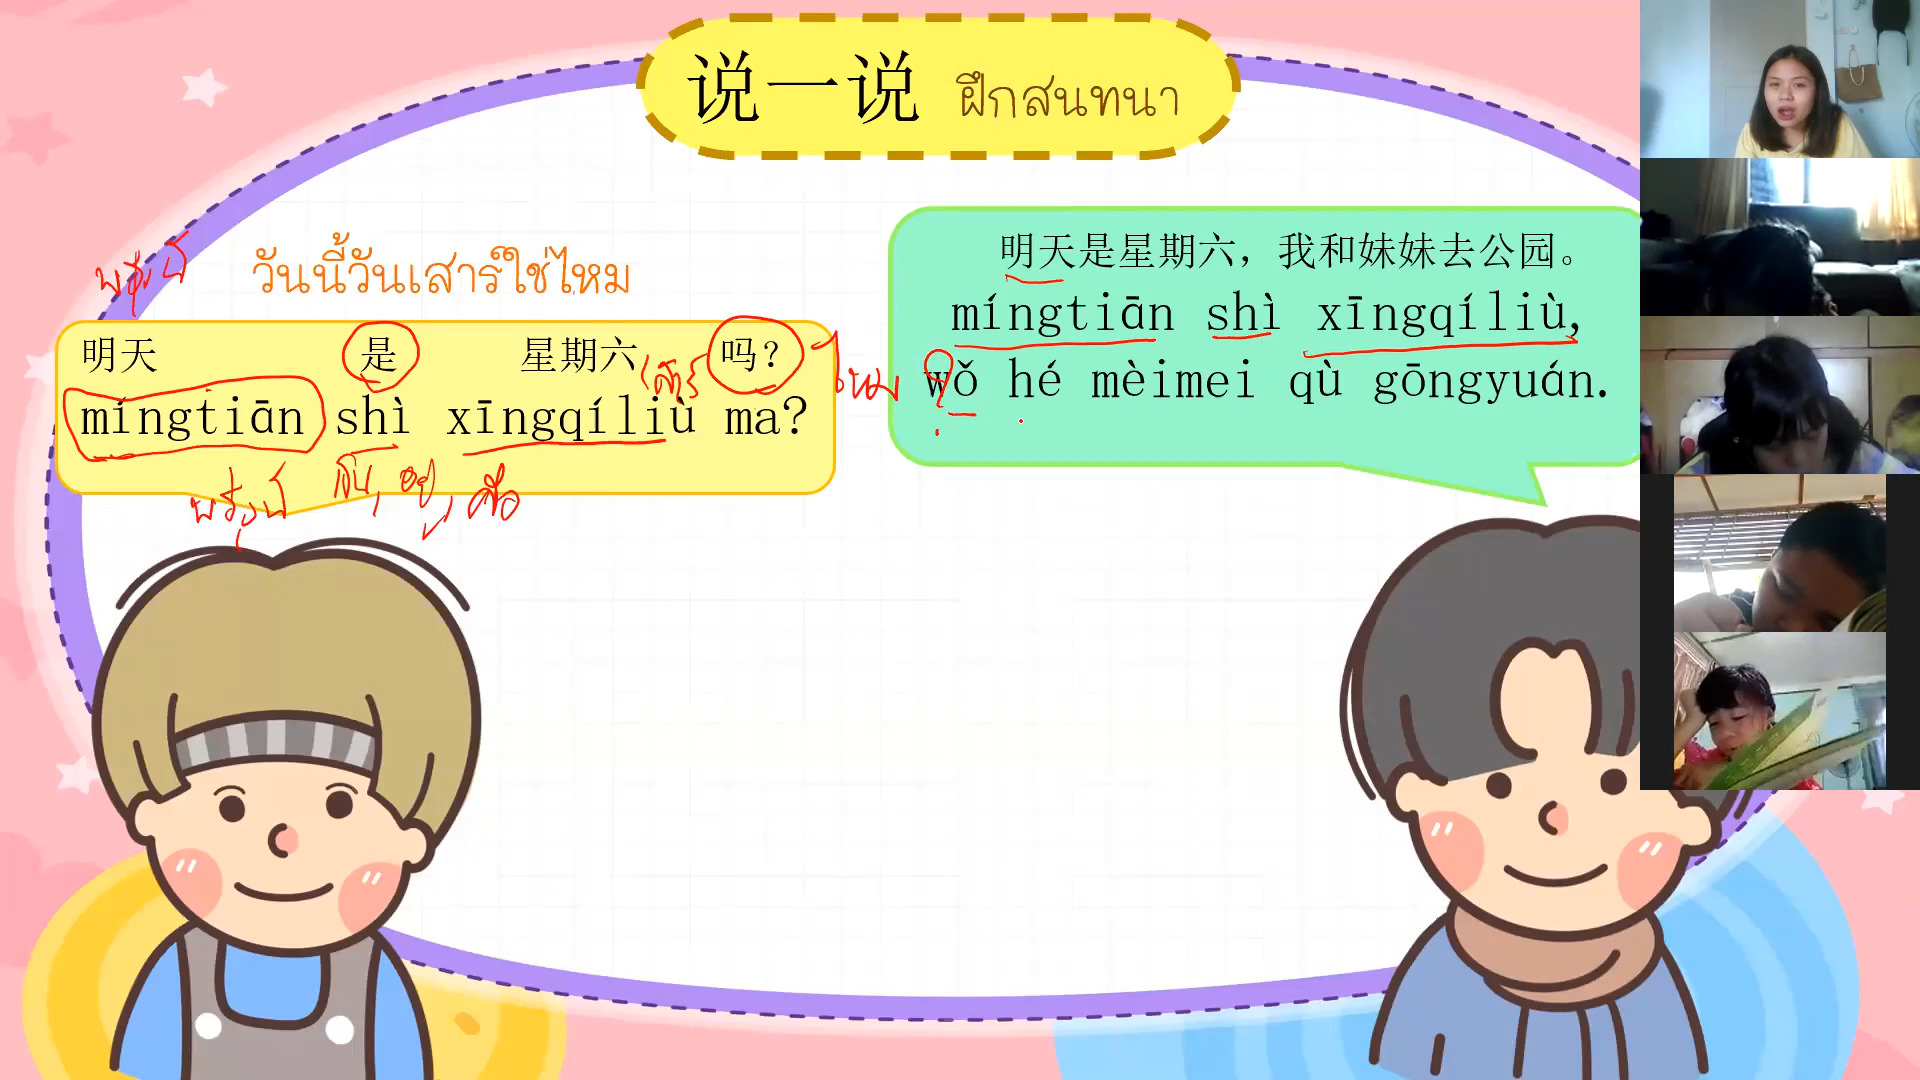 说一说 ฝึกสนทนา
พรุ่งนี้ วันนี้วันเสาร์ใช่ไหม
明天 是 星期六 เสาร์ 吗？ ไหม
míngtiān shì xīngqíliù ma?
พรุ่งนี้ เป็น, อยู่, คือ
明天是星期六，我和妹妹去公园。
míngtiān shì xīngqíliù,
wǒ hé mèimei qù gōngyuán.